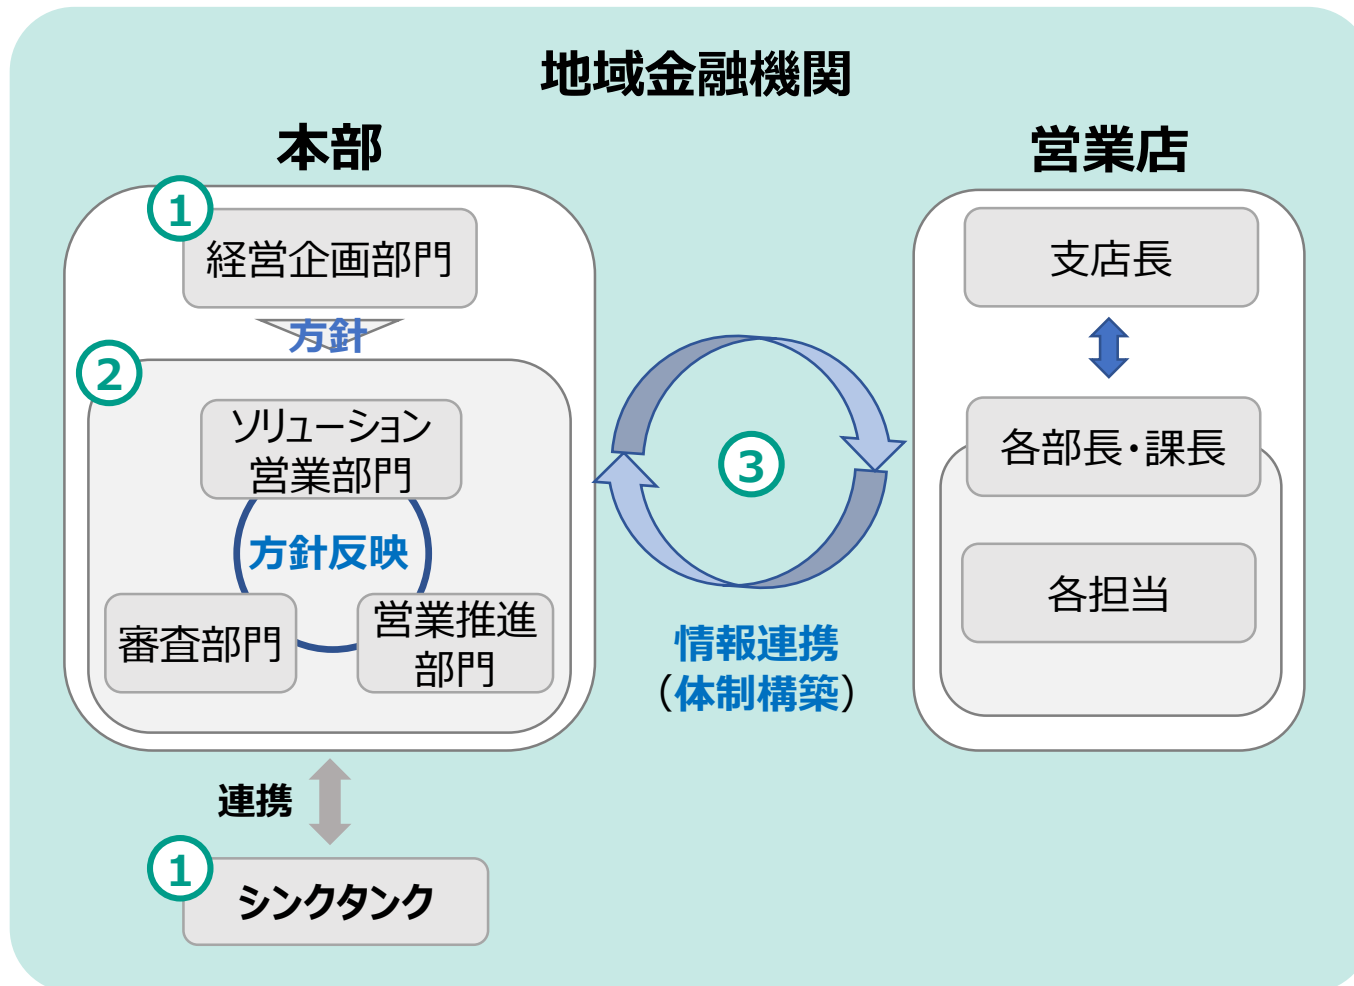 地域金融機関
本部
①
経営企画部門
方針
②
ソリューション
営業部門
方針反映
審査部門
営業推進
部門
連携
①
シンクタンク
③
情報連携
（体制構築）
営業店
支店長
各部長・課長
各担当